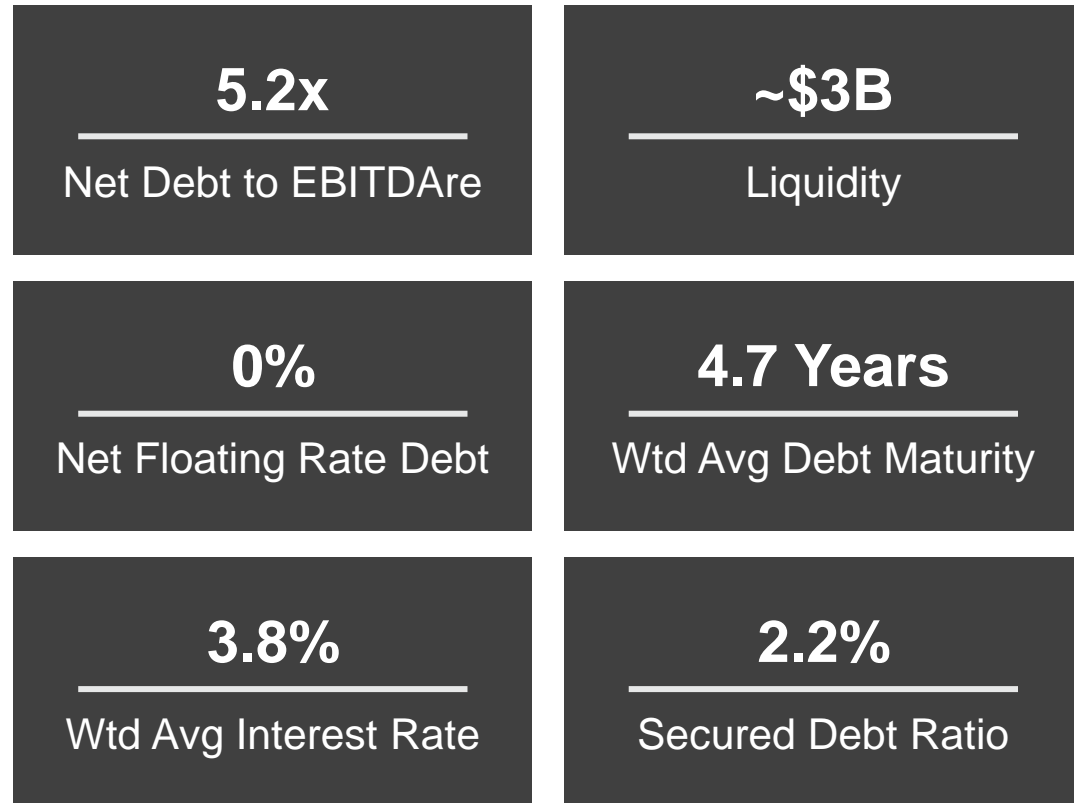 5.2x
Net Debt to EBITDAre
~$3B
Liquidity
0%
Net Floating Rate Debt
4.7 Years
Wtd Avg Debt Maturity
3.8%
Wtd Avg Interest Rate
2.2%
Secured Debt Ratio